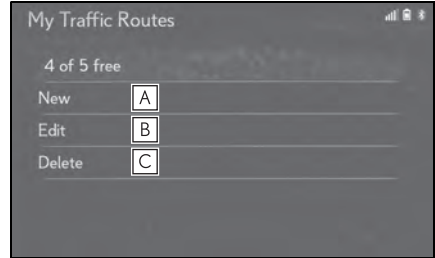 My Traffic Routes
4 of 5 free
New A
Edit B
Delete C